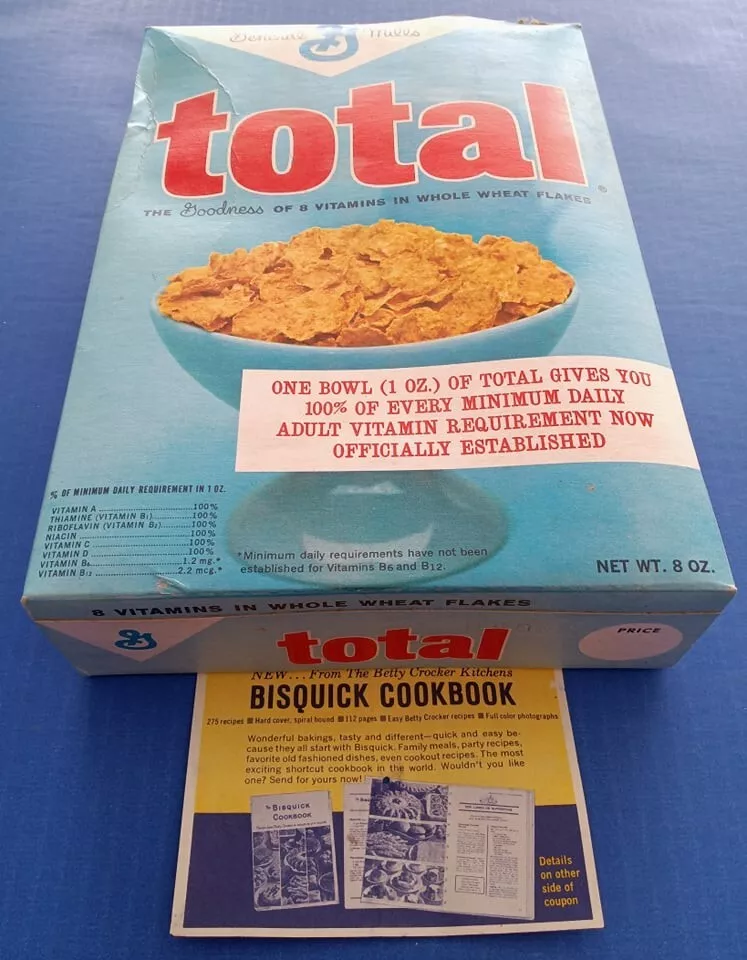 General Mills
total
THE Goodness OF 8 VITAMINS IN WHOLE WHEAT FLAKES ®
ONE BOWL (1 OZ.) OF TOTAL GIVES YOU
100% OF EVERY MINIMUM DAILY
ADULT VITAMIN REQUIREMENT NOW
OFFICIALLY ESTABLISHED
% OF MINIMUM DAILY REQUIREMENT IN 1 OZ.
VITAMIN A ....................100%
THIAMINE (VITAMIN B1)..........100%
RIBOFLAVIN (VITAMIN B2)........100%
NIACIN .......................100%
VITAMIN C ....................100%
VITAMIN D ....................100%
VITAMIN B6...................1.2 mg.*
VITAMIN B12..................2.2 mcg.*
*Minimum daily requirements have not been
established for Vitamins B6 and B12.
NET WT. 8 OZ.
8 VITAMINS IN WHOLE WHEAT FLAKES
G
total
PRICE
NEW... From The Betty Crocker Kitchens
BISQUICK COOKBOOK
275 recipes ■ Hard cover, spiral bound ■ 112 pages ■ Easy Betty Crocker recipes ■ Full color photographs
Wonderful bakings, tasty and different—quick and easy be-
cause they all start with Bisquick. Family meals, party recipes,
favorite old fashioned dishes, even cookout recipes. The most
exciting shortcut cookbook in the world. Wouldn't you like
one? Send for yours now!
BISQUICK
COOKBOOK
Details
on other
side of
coupon